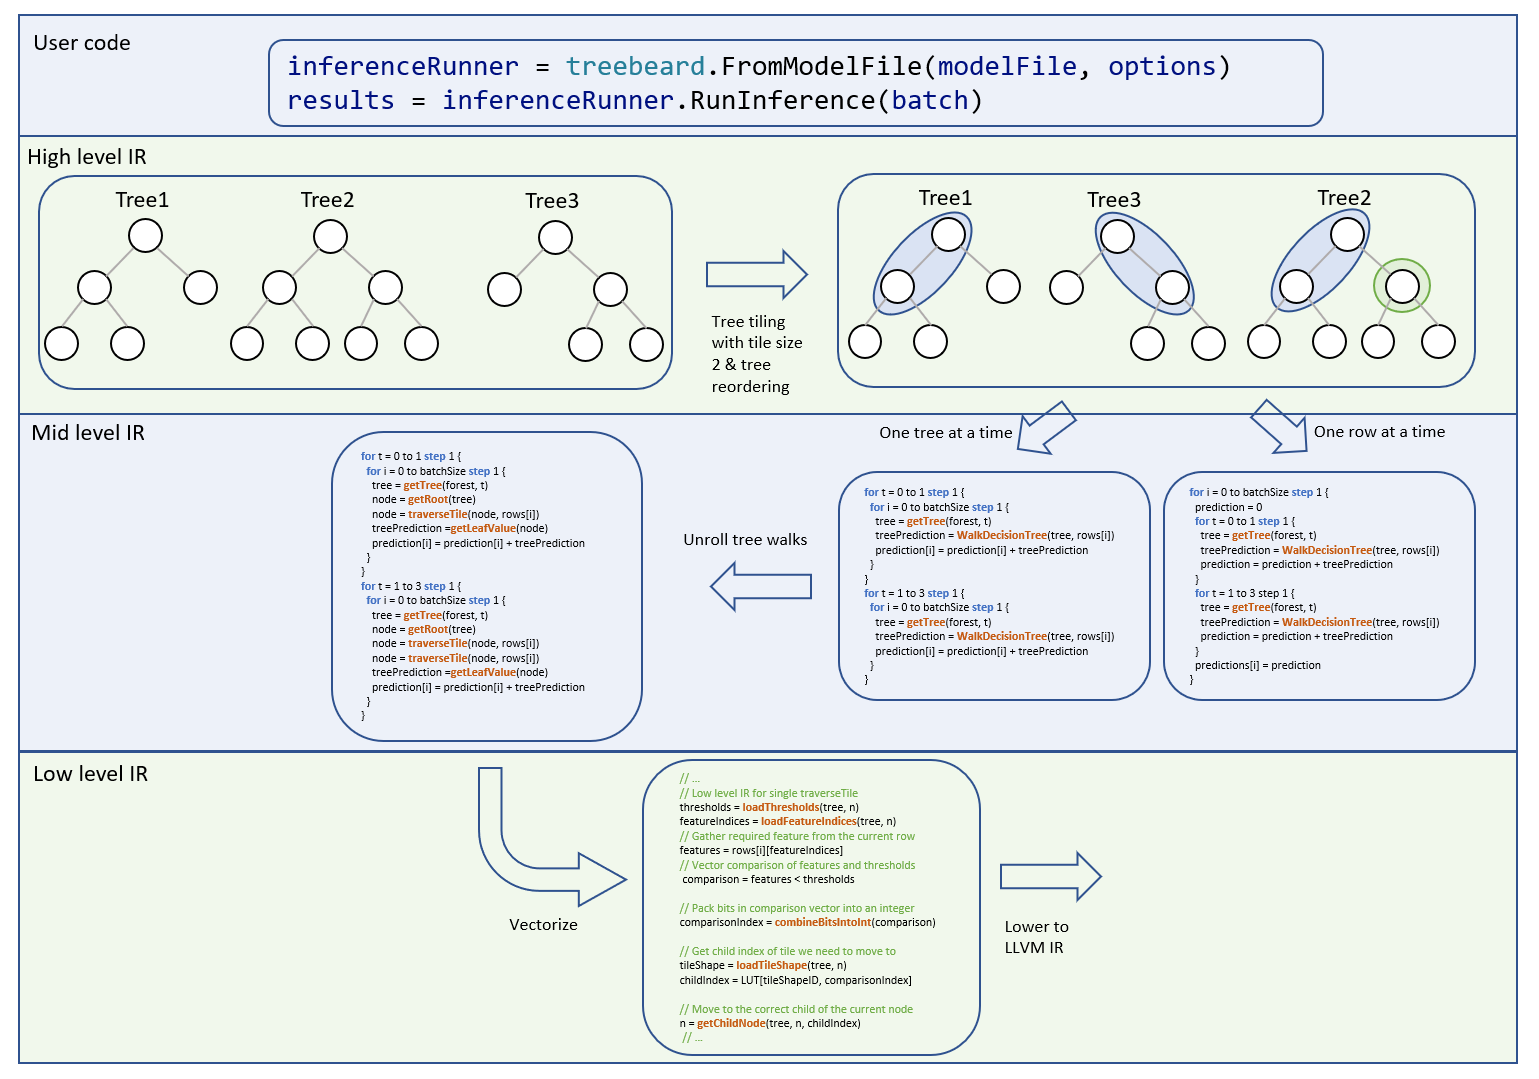 User code
inferenceRunner = treebeard.FromModelFile(modelFile, options)
results = inferenceRunner.RunInference(batch)
High level IR
Tree1
Tree2
Tree3
Tree tiling
with tile size
2 & tree
reordering
Tree1
Tree3
Tree2
Mid level IR
One tree at a time
One row at a time
for t = 0 to 1 step 1 {
for i = 0 to batchSize step 1 {
tree = getTree(forest, t)
treePrediction = WalkDecisionTree(tree, rows[i])
prediction[i] = prediction[i] + treePrediction
}
}
for t = 1 to 3 step 1 {
for i = 0 to batchSize step 1 {
tree = getTree(forest, t)
treePrediction = WalkDecisionTree(tree, rows[i])
prediction[i] = prediction[i] + treePrediction
}
}
for i = 0 to batchSize step 1 {
prediction = 0
for t = 0 to 1 step 1 {
tree = getTree(forest, t)
treePrediction = WalkDecisionTree(tree, rows[i])
prediction = prediction + treePrediction
}
for t = 1 to 3 step 1 {
tree = getTree(forest, t)
treePrediction = WalkDecisionTree(tree, rows[i])
prediction = prediction + treePrediction
}
predictions[i] = prediction
}
Unroll tree walks
for t = 0 to 1 step 1 {
for i = 0 to batchSize step 1 {
tree = getTree(forest, t)
node = getRoot(tree)
node = traverseTile(node, rows[i])
treePrediction =getLeafValue(node)
prediction[i] = prediction[i] + treePrediction
}
}
for t = 1 to 3 step 1 {
for i = 0 to batchSize step 1 {
tree = getTree(forest, t)
node = getRoot(tree)
node = traverseTile(node, rows[i])
node = traverseTile(node, rows[i])
treePrediction =getLeafValue(node)
prediction[i] = prediction[i] + treePrediction
}
}
Low level IR
Vectorize
// ...
// Low level IR for single traverseTile
thresholds = loadThresholds(tree, n)
featureIndices = loadFeatureIndices(tree, n)
// Gather required feature from the current row
features = rows[i][featureIndices]
// Vector comparison of features and thresholds
comparison = features < thresholds
// Pack bits in comparison vector into an integer
comparisonIndex = combineBitsIntoInt(comparison)
// Get child index of tile we need to move to
tileShape = loadTileShape(tree, n)
childIndex = LUT[tileShapeID, comparisonIndex]
// Move to the correct child of the current node
n = getChildNode(tree, n, childIndex)
// ...
Lower to
LLVM IR